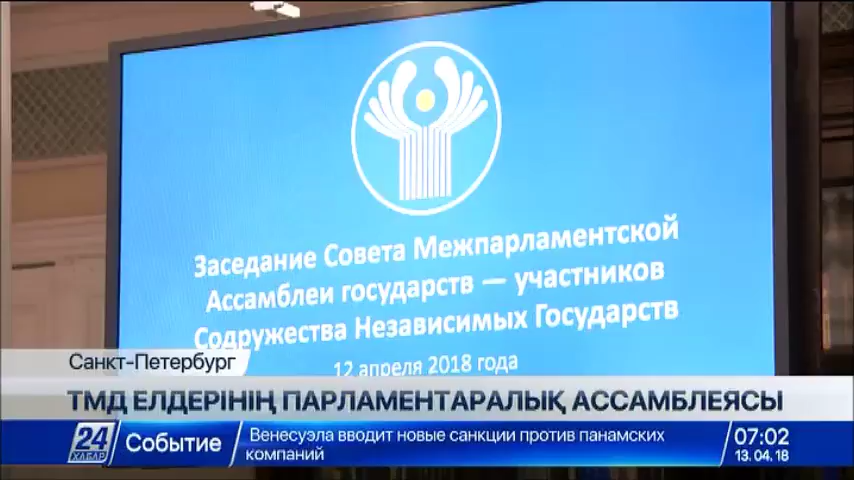 Заседание Совета Межпарламентской
Ассамблеи государств — участников
Содружества Независимых Государств
12 апреля 2018 года
Санкт-Петербург
ТМД ЕЛДЕРІНІҢ ПАРЛАМЕНТАРАЛЫҚ АССАМБЛЕЯСЫ
24
ХАБАР
Событие
Венесуэла вводит новые санкции против панамских
компаний
07:02
13.04.18